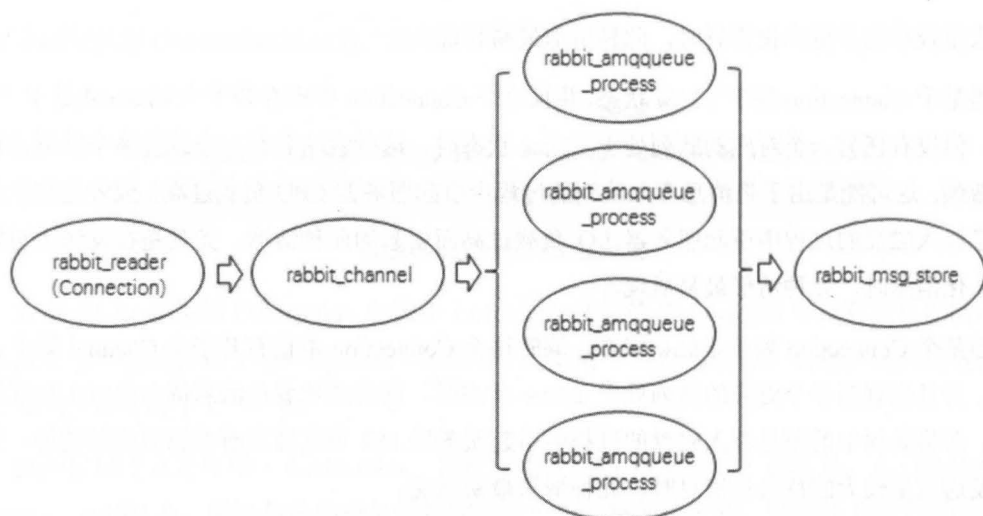 rabbit_amqqueue
_process
rabbit_amqqueue
_process
rabbit_reader
(Connection)
rabbit_channel
rabbit_msg_store
rabbit_amqqueue
_process
rabbit_amqqueue
_process